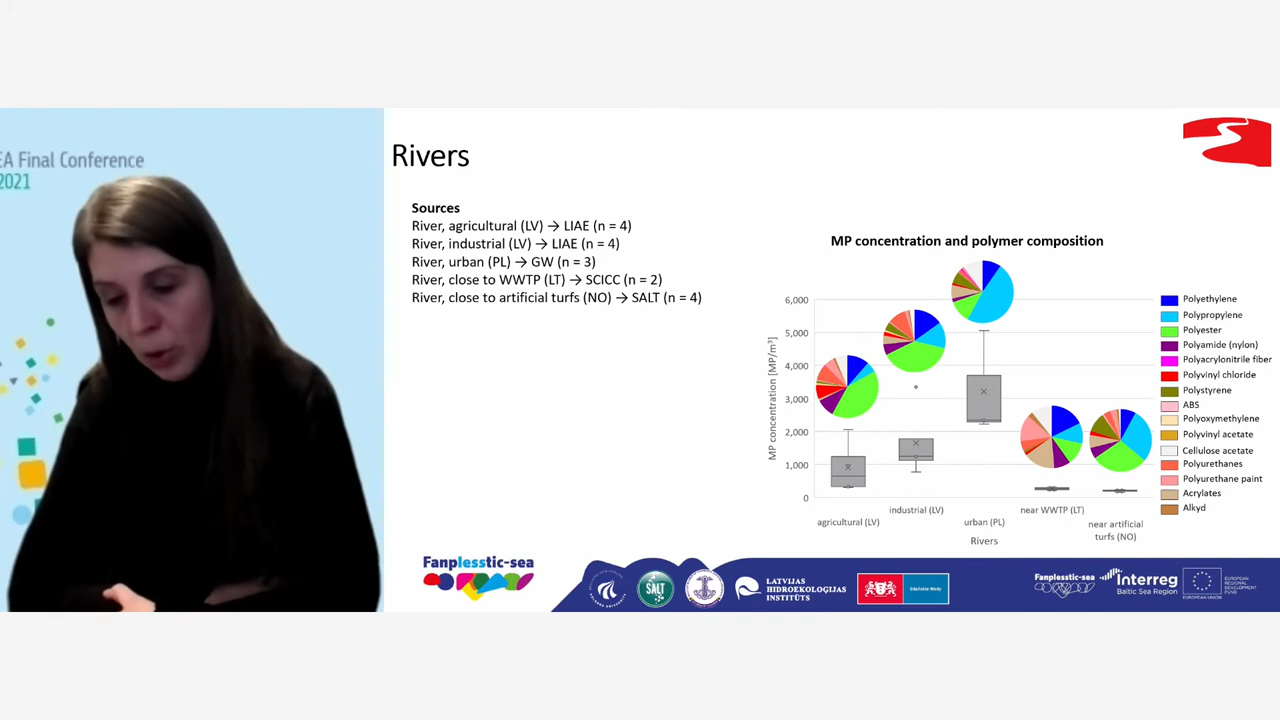 EA Final Conference
2021
Rivers
Sources
River, agricultural (LV) → LIAE (n = 4)
River, industrial (LV) → LIAE (n = 4)
River, urban (PL) → GW (n = 3)
River, close to WWTP (LT) → SCICC (n = 2)
River, close to artificial turfs (NO) → SALT (n = 4)
MP concentration and polymer composition
6,000
5,000
4,000
3,000
2,000
1,000
0
MP concentration [MP/m³]
agricultural (LV)
industrial (LV)
urban (PL)
near WWTP (LT)
near artificial
turfs (NO)
Rivers
Polyethylene
Polypropylene
Polyester
Polyamide (nylon)
Polyacrylonitrile fiber
Polyvinyl chloride
Polystyrene
ABS
Polyoxymethylene
Polyvinyl acetate
Cellulose acetate
Polyurethanes
Polyurethane paint
Acrylates
Alkyd
Fanplesstic-sea
SALT
LATVIJAS
HIDROEKOLOĢIJAS
INSTITŪTS
Gdańskie Wody
Fanplesstic-sea
Interreg
Baltic Sea Region
EUROPEAN UNION
EUROPEAN
REGIONAL
DEVELOPMENT
FUND